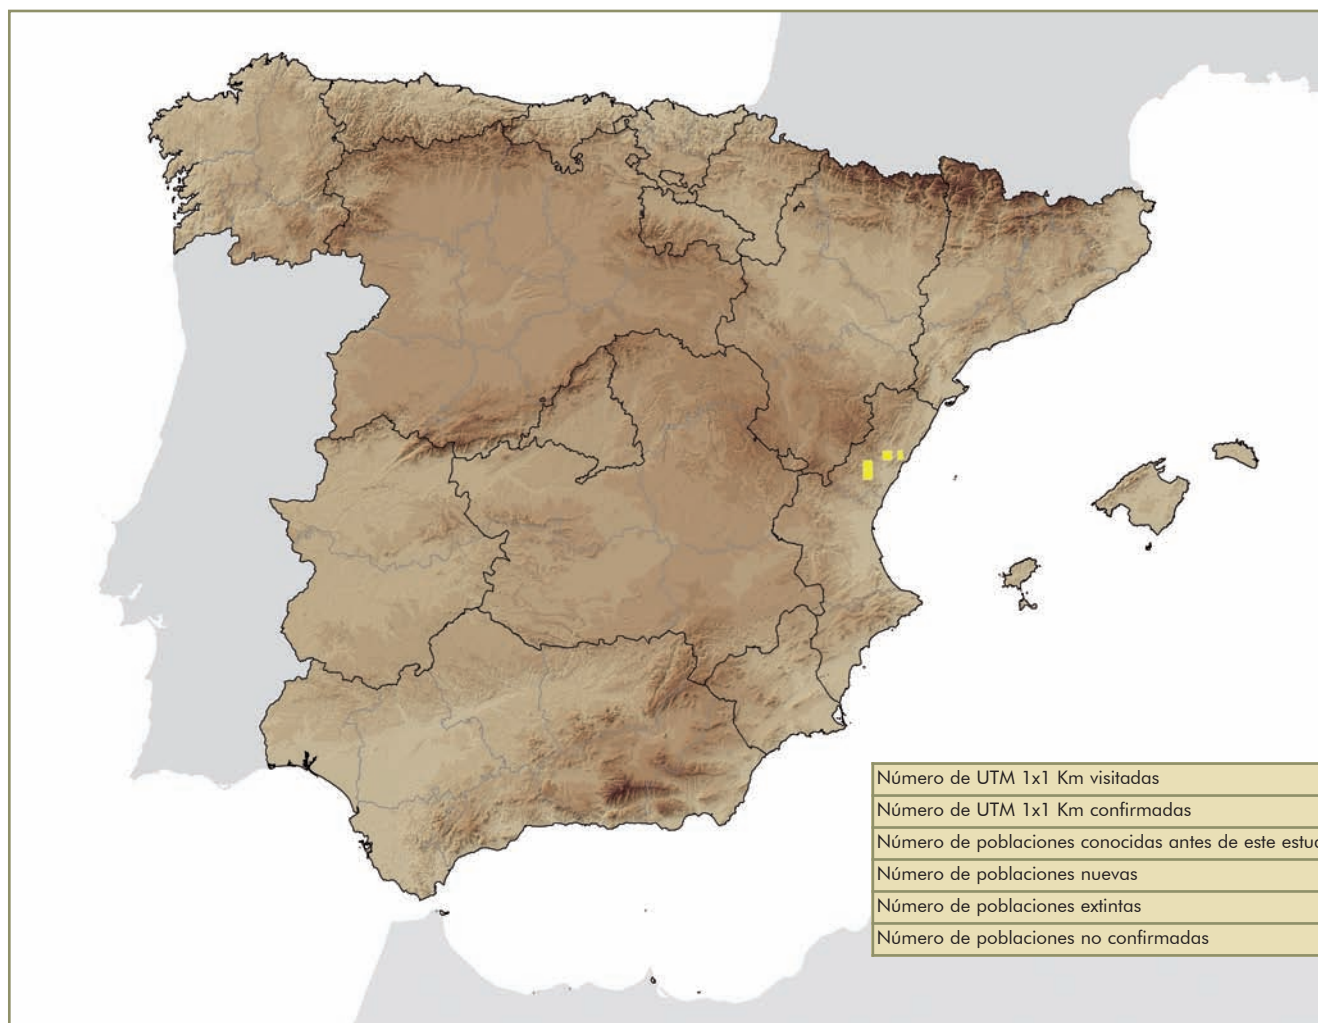 Número de UTM 1x1 Km visitadas
Número de UTM 1x1 Km confirmadas
Número de poblaciones conocidas antes de este
Número de poblaciones nuevas
Número de poblaciones extintas
Número de poblaciones no confirmadas